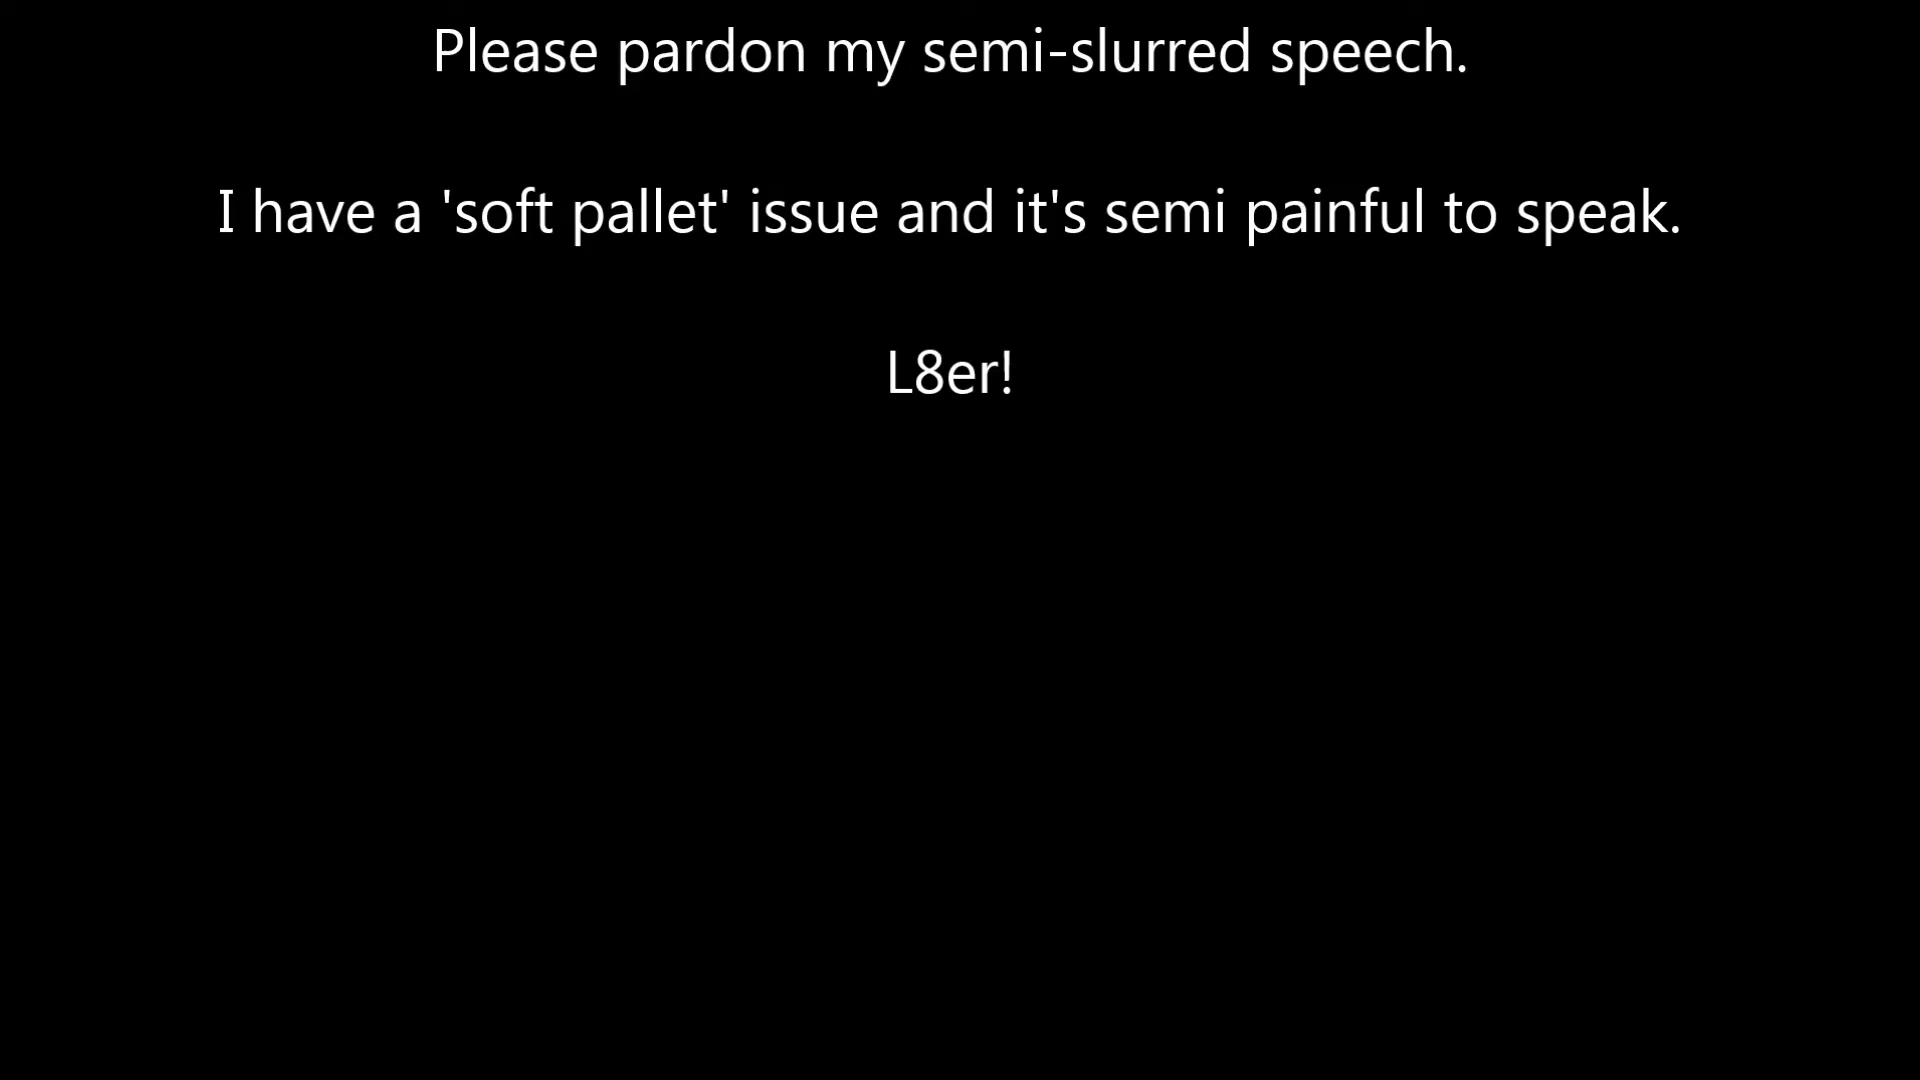 Please pardon my semi-slurred speech.
I have a 'soft pallet' issue and it's semi painful to speak.
L8er!